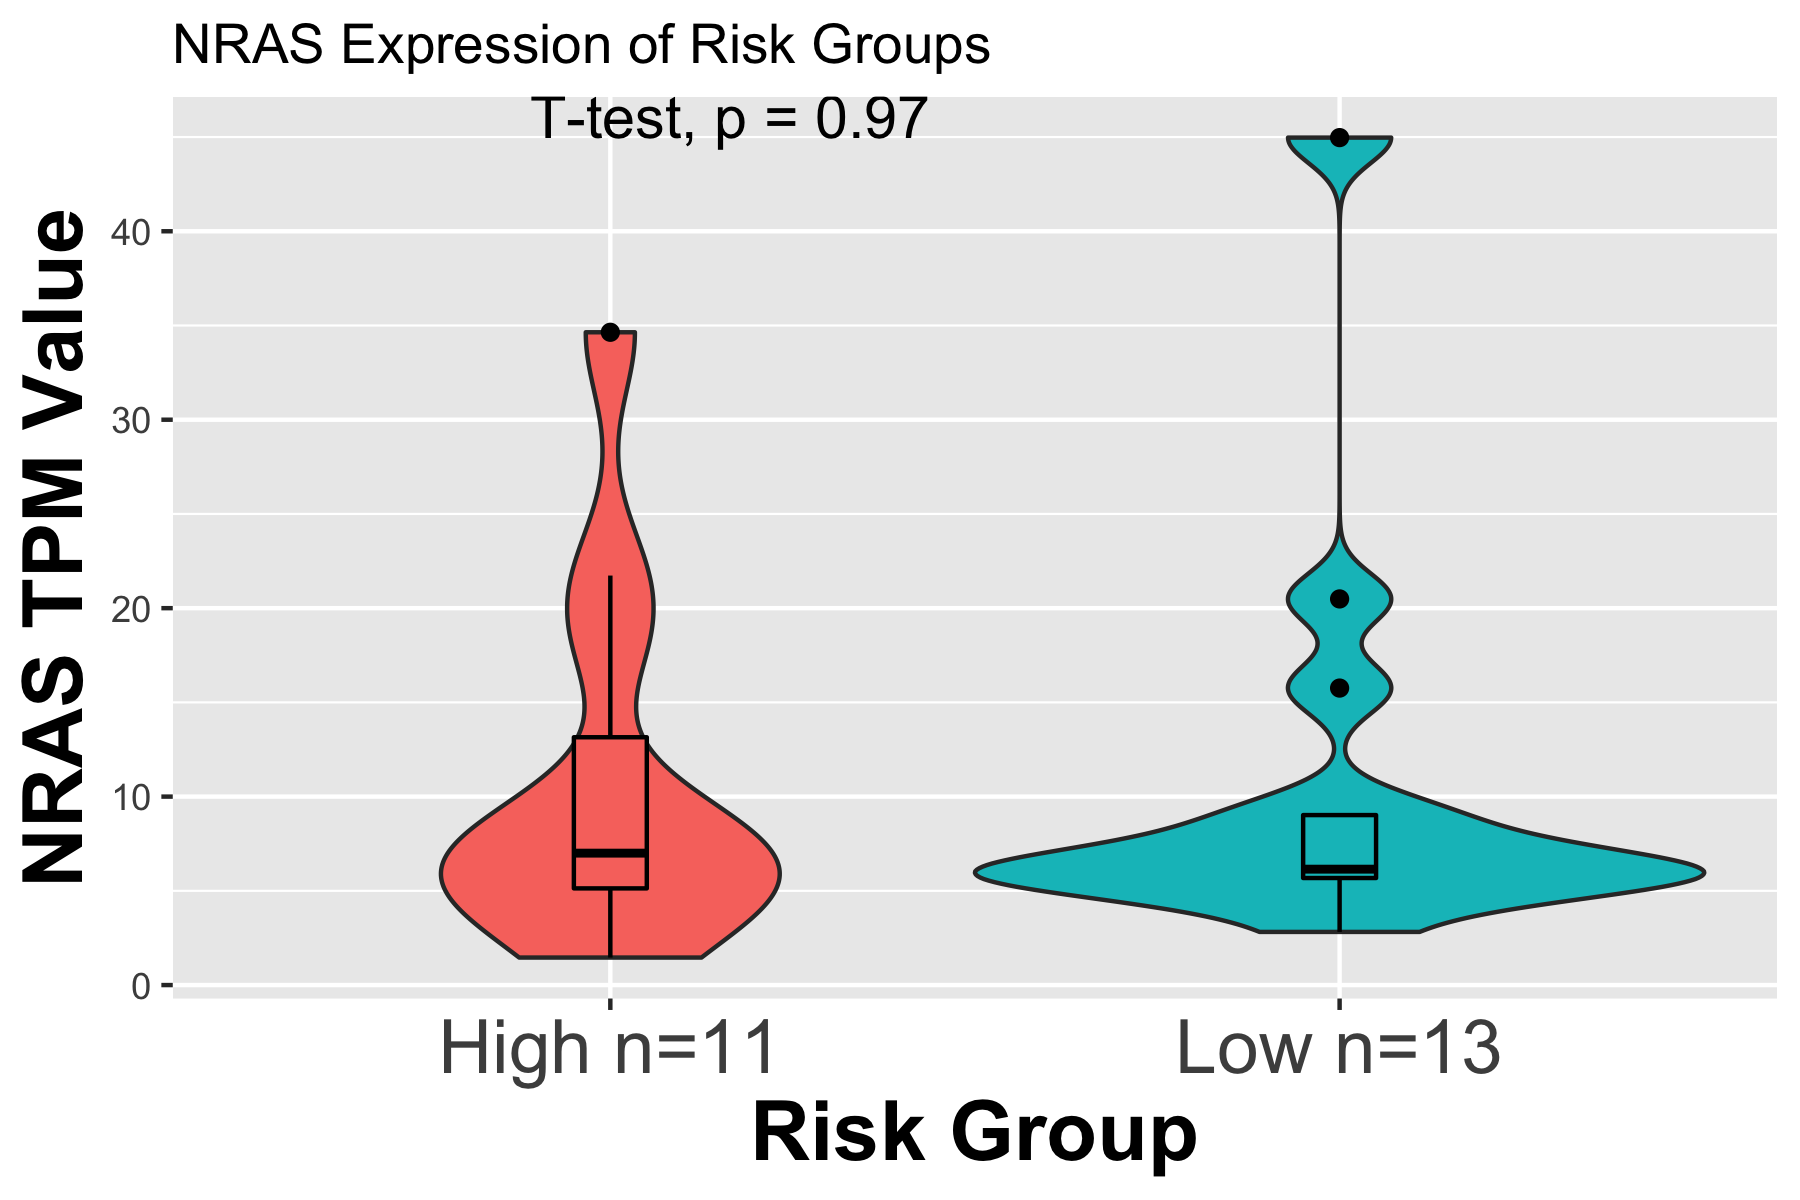 NRAS Expression of Risk Groups
T-test, p = 0.97
NRAS TPM Value
40
30
20
10
0
High n=11
Low n=13
Risk Group